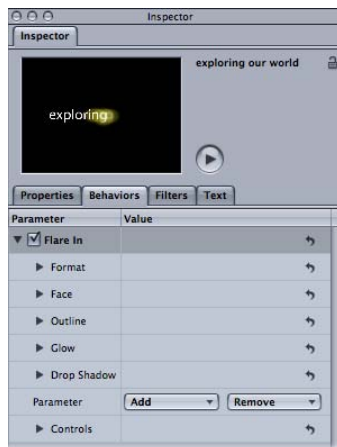 Inspector
Inspector
exploring our world
exploring
Properties Behaviors Filters Text
Parameter Value
Flare In
Format
Face
Outline
Glow
Drop Shadow
Parameter Add Remove
Controls